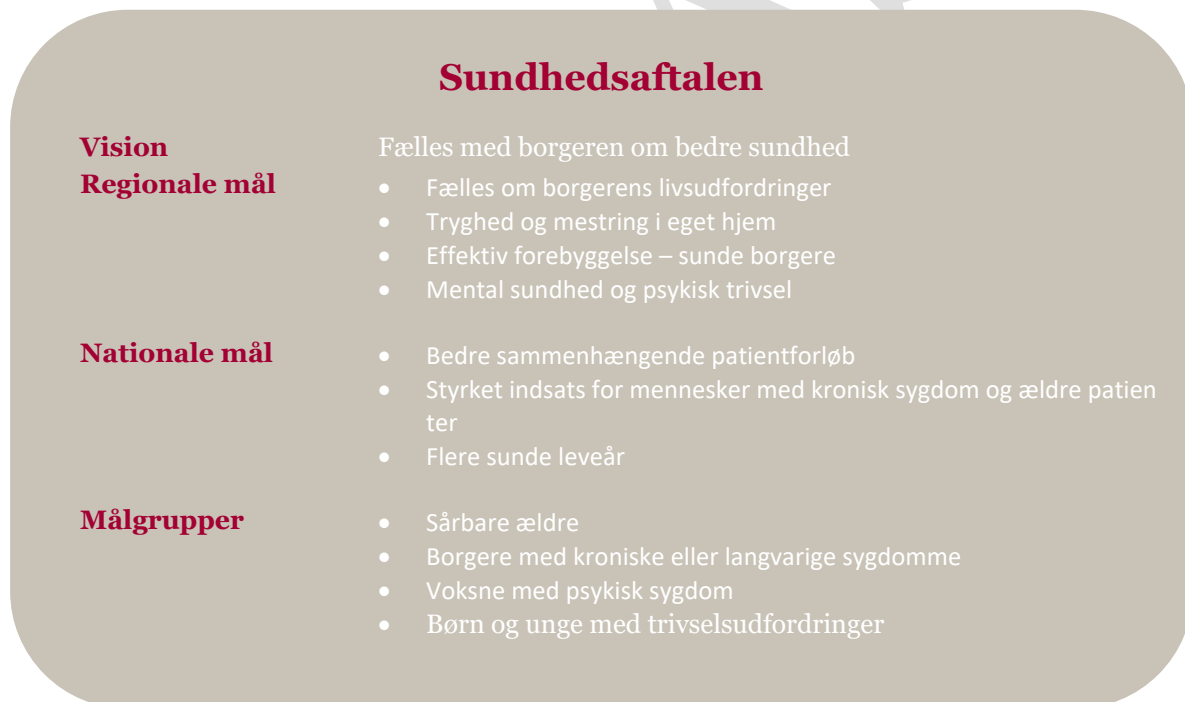 Sundhedsaftalen
Vision Fælles med borgeren om bedre sundhed
Regionale mål • Fælles om borgerens livsudfordringer
• Tryghed og mestring i eget hjem
• Effektiv forebyggelse – sunde borgere
• Mental sundhed og psykisk trivsel
Nationale mål • Bedre sammenhængende patientforløb
• Styrket indsats for mennesker med kronisk sygdom og ældre patien
ter
• Flere sunde leveår
Målgrupper • Sårbare ældre
• Borgere med kroniske eller langvarige sygdomme
• Voksne med psykisk sygdom
• Børn og unge med trivselsudfordringer